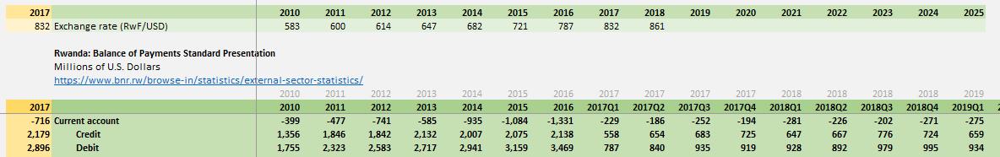 2017 2010 2011 2012 2013 2014 2015 2016 2017 2018 2019 2020 2021 2022 2023 2024 2025
832 Exchange rate (RwF/USD) 583 600 614 647 682 721 787 832 861
Rwanda: Balance of Payments Standard Presentation
Millions of U.S. Dollars
https://www.bnr.rw/browse-in/statistics/external-sector-statistics/
2010 2011 2012 2013 2014 2015 2016 2017 2017 2017 2017 2018 2018 2018 2018 2019
2017 2010 2011 2012 2013 2014 2015 2016 2017Q1 2017Q2 2017Q3 2017Q4 2018Q1 2018Q2 2018Q3 2018Q4 2019Q1
-716 Current account -399 -477 -741 -585 -935 -1,084 -1,331 -229 -186 -252 -194 -281 -226 -202 -271 -275
2,179 Credit 1,356 1,846 1,842 2,132 2,007 2,075 2,138 558 654 683 725 647 667 776 724 659
2,896 Debit 1,755 2,323 2,583 2,717 2,941 3,159 3,469 787 840 935 919 928 892 979 995 934